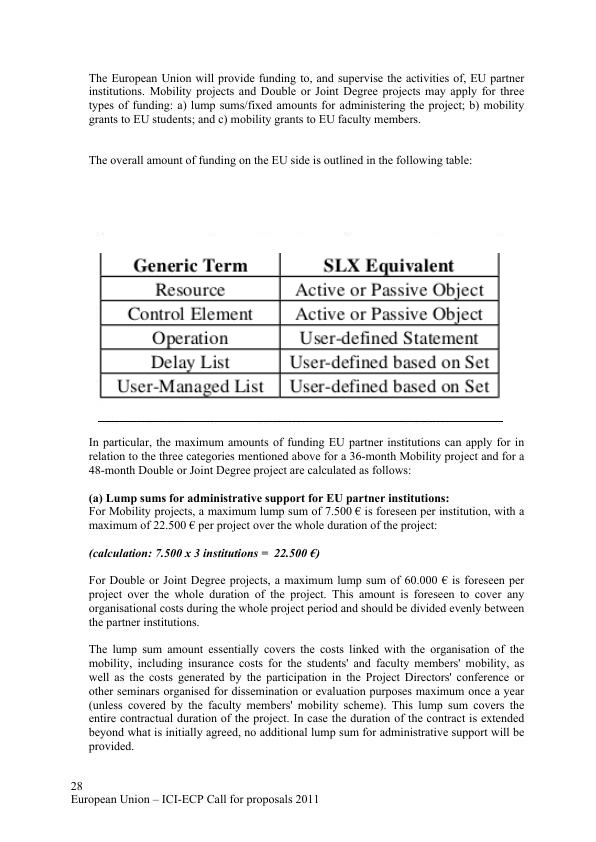 The European Union will provide funding to, and supervise the activities of, EU partner
institutions. Mobility projects and Double or Joint Degree projects may apply for three
types of funding: a) lump sums/fixed amounts for administering the project; b) mobility
grants to EU students; and c) mobility grants to EU faculty members.
The overall amount of funding on the EU side is outlined in the following table:
Generic Term SLX Equivalent
Resource Active or Passive Object
Control Element Active or Passive Object
Operation User-defined Statement
Delay List User-defined based on Set
User-Managed List User-defined based on Set
In particular, the maximum amounts of funding EU partner institutions can apply for in
relation to the three categories mentioned above for a 36-month Mobility project and for a
48-month Double or Joint Degree project are calculated as follows:
(a) Lump sums for administrative support for EU partner institutions:
For Mobility projects, a maximum lump sum of 7.500 € is foreseen per institution, with a
maximum of 22.500 € per project over the whole duration of the project:
(calculation: 7.500 x 3 institutions = 22.500 €)
For Double or Joint Degree projects, a maximum lump sum of 60.000 € is foreseen per
project over the whole duration of the project. This amount is foreseen to cover any
organisational costs during the whole project period and should be divided evenly between
the partner institutions.
The lump sum amount essentially covers the costs linked with the organisation of the
mobility, including insurance costs for the students' and faculty members' mobility, as
well as the costs generated by the participation in the Project Directors' conference or
other seminars organised for dissemination or evaluation purposes maximum once a year
(unless covered by the faculty members' mobility scheme). This lump sum covers the
entire contractual duration of the project. In case the duration of the contract is extended
beyond what is initially agreed, no additional lump sum for administrative support will be
provided.
28
European Union – ICI-ECP Call for proposals 2011